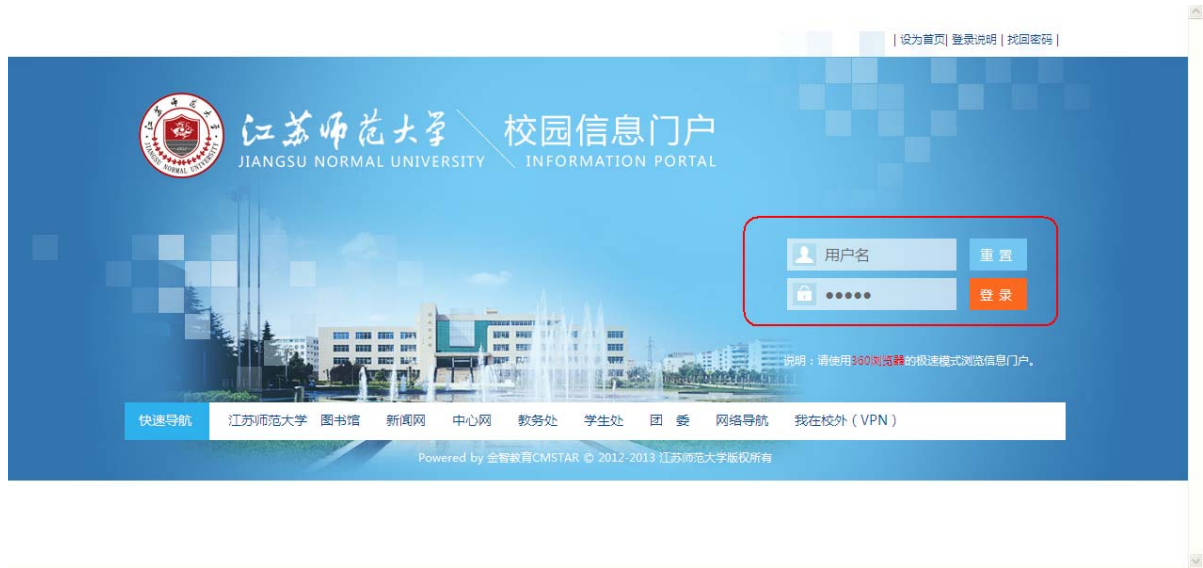 | 设为首页| 登录说明 | 找回密码 |
江苏师范大学 校园信息门户
JIANGSU NORMAL UNIVERSITY INFORMATION PORTAL
用户名 重置
●●●●● 登录
说明：请使用360浏览器的极速模式浏览信息门户。
快速导航 江苏师范大学 图书馆 新闻网 中心网 教务处 学生处 团 委 网络导航 我在校外（VPN）
Powered by 金智教育CMSTAR © 2012-2013 江苏师范大学版权所有